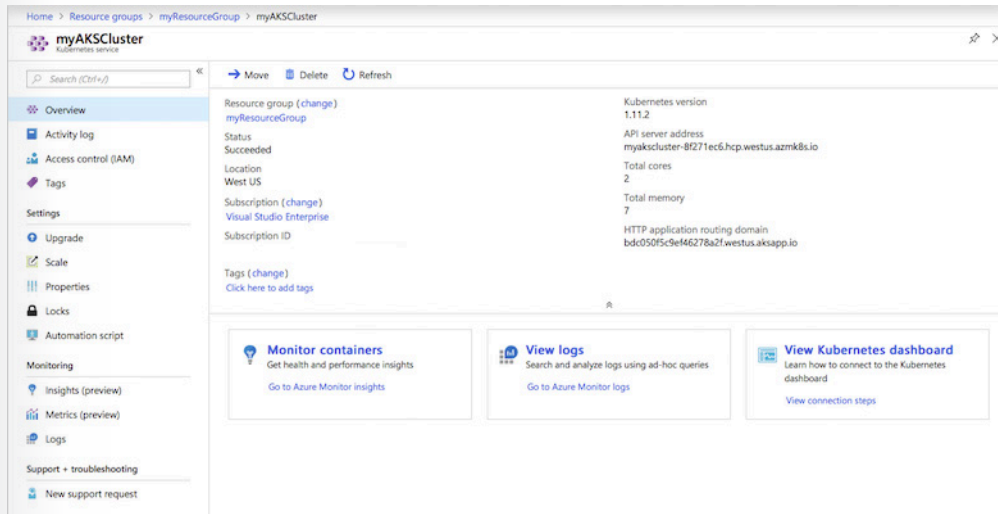 Home > Resource groups > myResourceGroup > myAKSCluster
myAKSCluster
Kubernetes service
Search (Ctrl+/)
Overview
Activity log
Access control (IAM)
Tags
Settings
Upgrade
Scale
Properties
Locks
Automation script
Monitoring
Insights (preview)
Metrics (preview)
Logs
Support + troubleshooting
New support request
Move Delete Refresh
Resource group (change)
myResourceGroup
Status
Succeeded
Location
West US
Subscription (change)
Visual Studio Enterprise
Subscription ID
Tags (change)
Click here to add tags
Kubernetes version
1.11.2
API server address
myakscluster-8f271ec6.hcp.westus.azmk8s.io
Total cores
2
Total memory
7
HTTP application routing domain
bdc050f5c9ef46278a2f.westus.aksapp.io
Monitor containers
Get health and performance insights
Go to Azure Monitor insights
View logs
Search and analyze logs using ad-hoc queries
Go to Azure Monitor logs
View Kubernetes dashboard
Learn how to connect to the Kubernetes
dashboard
View connection steps